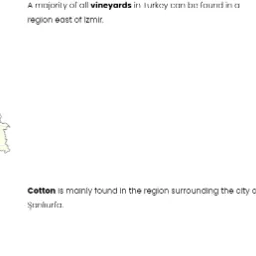 A majority of all vineyards in Turkey can be found in a
region east of Izmir.
Cotton is mainly found in the region surrounding the city
Şanlıurfa.